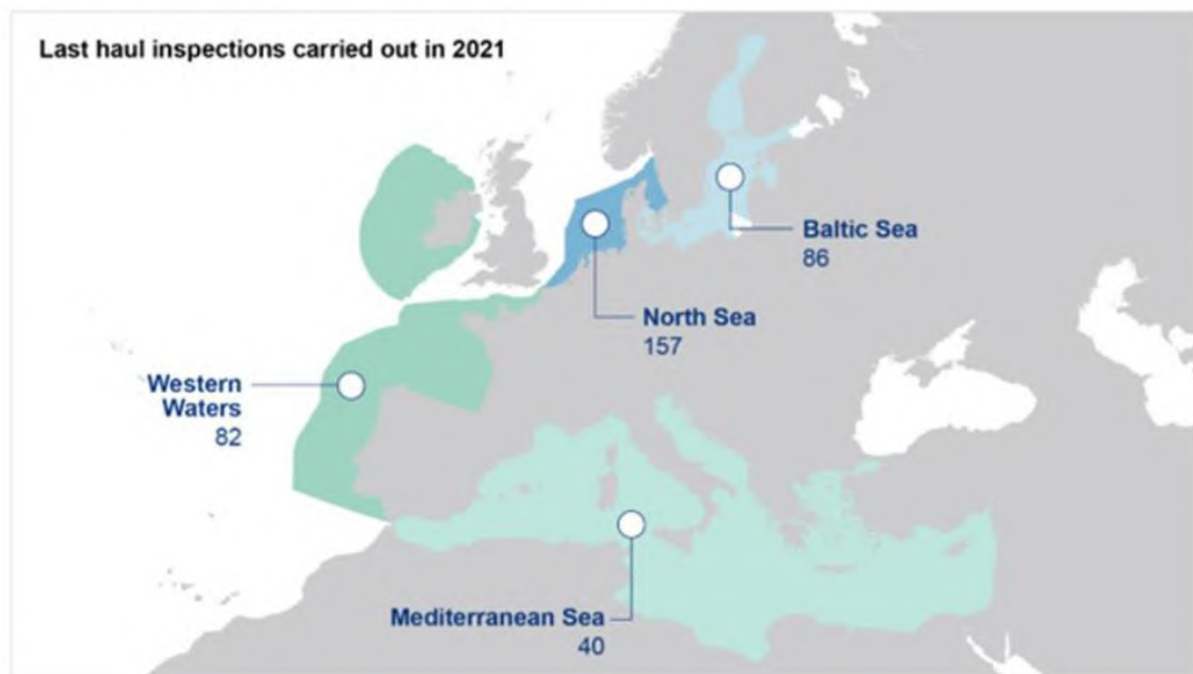 Last haul inspections carried out in 2021
Baltic Sea
86
North Sea
157
Western
Waters
82
Mediterranean Sea
40